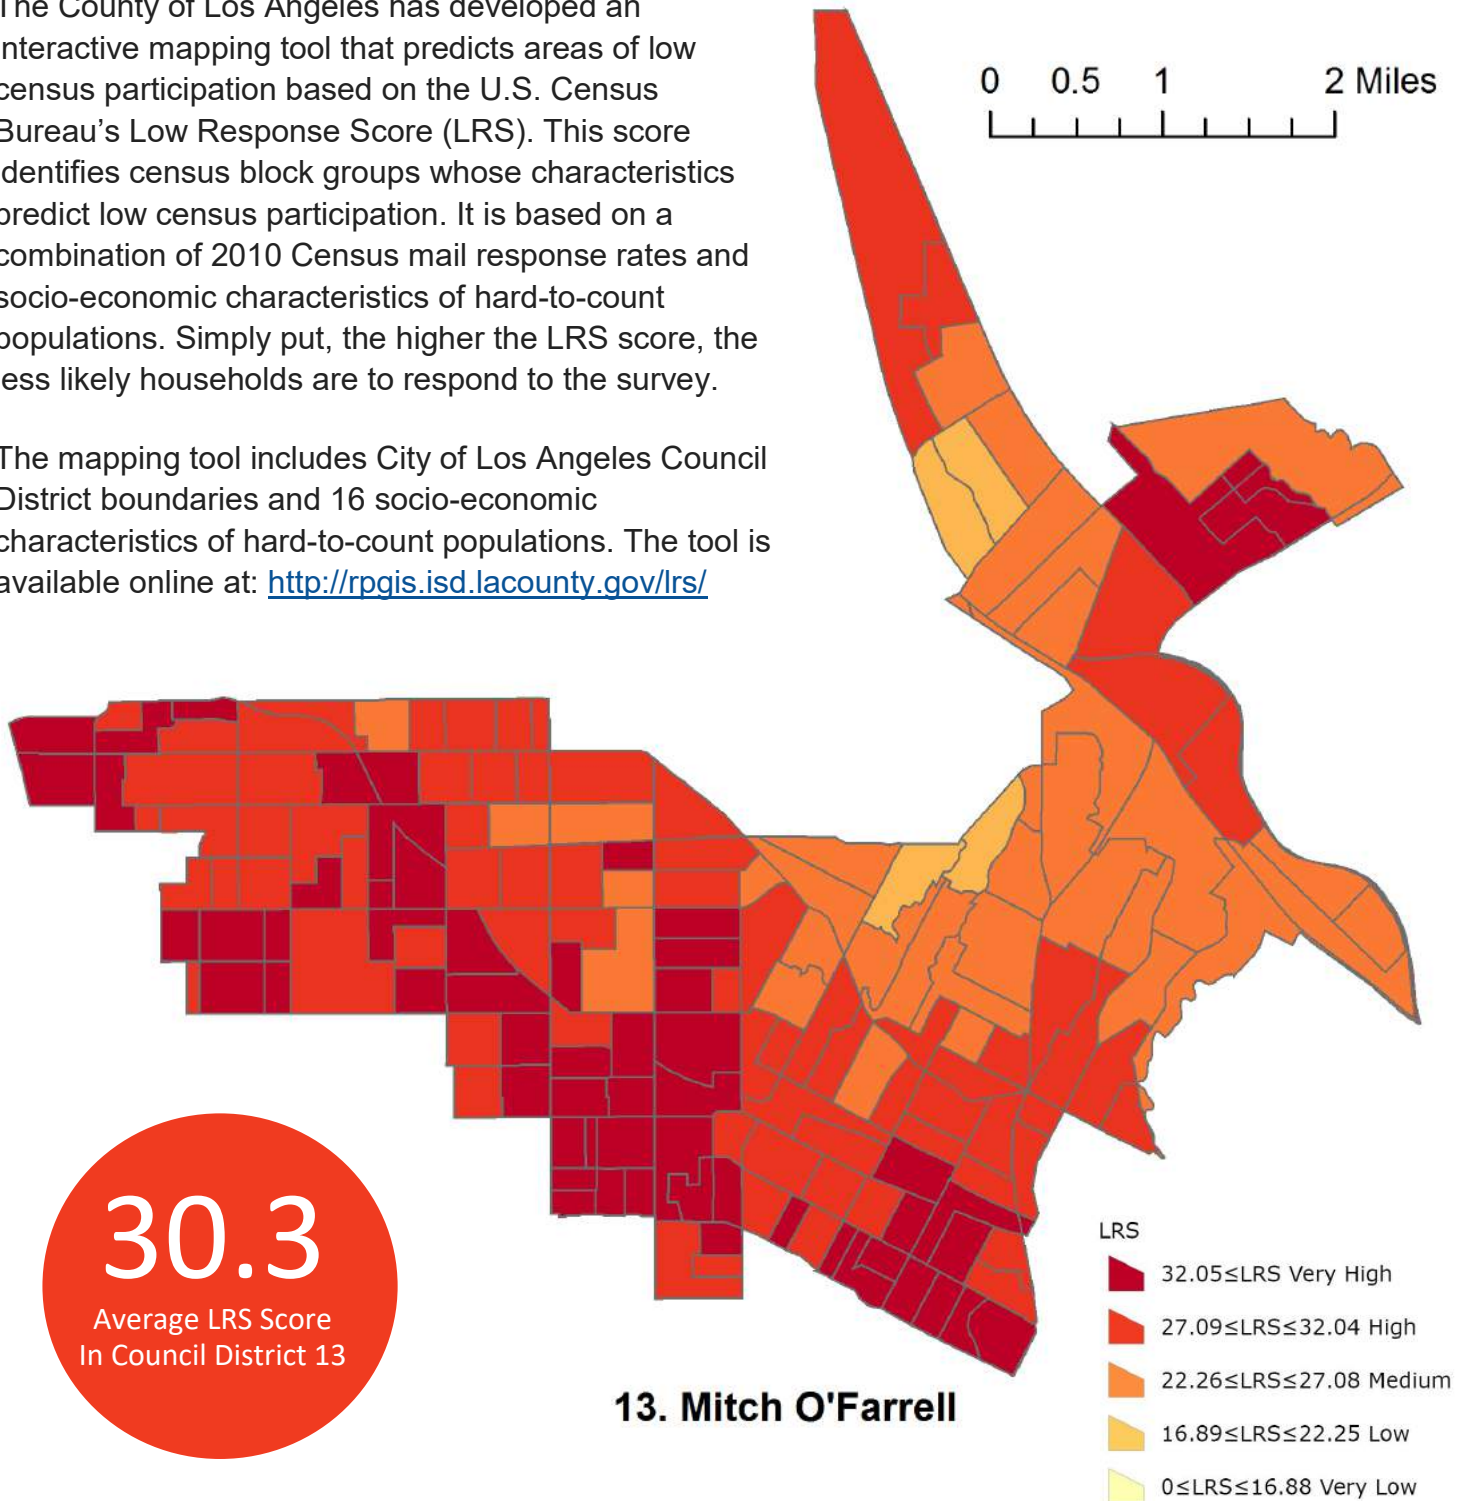 The County of Los Angeles has developed an
interactive mapping tool that predicts areas of low
census participation based on the U.S. Census
Bureau's Low Response Score (LRS). This score
identifies census block groups whose characteristics
predict low census participation. It is based on a
combination of 2010 Census mail response rates and
socio-economic characteristics of hard-to-count
populations. Simply put, the higher the LRS score, the
less likely households are to respond to the survey.
The mapping tool includes City of Los Angeles Council
District boundaries and 16 socio-economic
characteristics of hard-to-count populations. The tool is
available online at: http://rpgis.isd.lacounty.gov/lrs/
0 0.5 1 2 Miles
30.3
Average LRS Score
In Council District 13
13. Mitch O'Farrell
LRS
32.05≤LRS Very High
27.09≤LRS≤32.04 High
22.26≤LRS≤27.08 Medium
16.89≤LRS≤22.25 Low
0≤LRS≤16.88 Very Low